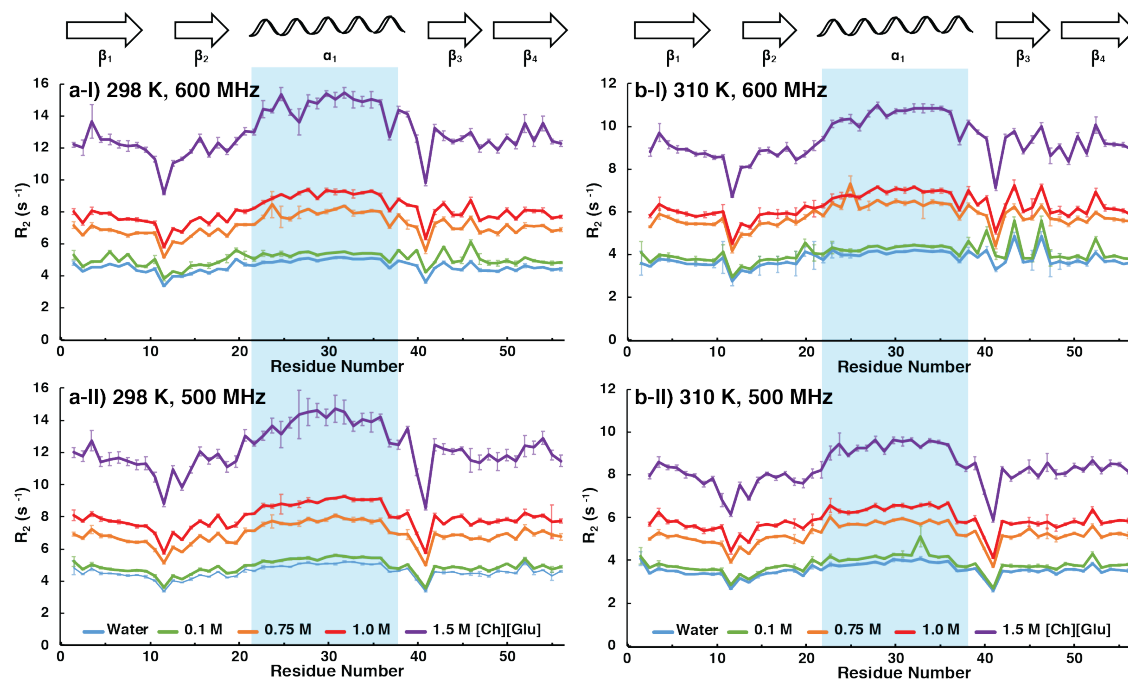 β₁ β₂ α₁ β₃ β₄
β₁ β₂ α₁ β₃ β₄
a-I) 298 K, 600 MHz
16
14
12
10
8
6
4
2
0
R₂ (s⁻¹)
0 10 20 30 40 50
Residue Number
b-I) 310 K, 600 MHz
12
10
8
6
4
2
0
R₂ (s⁻¹)
0 10 20 30 40 50
Residue Number
a-II) 298 K, 500 MHz
16
14
12
10
8
6
4
2
0
R₂ (s⁻¹)
Water 0.1 M 0.75 M 1.0 M 1.5 M [Ch][Glu]
0 10 20 30 40 50
Residue Number
b-II) 310 K, 500 MHz
12
10
8
6
4
2
0
R₂ (s⁻¹)
Water 0.1 M 0.75 M 1.0 M 1.5 M [Ch][Glu]
0 10 20 30 40 50
Residue Number